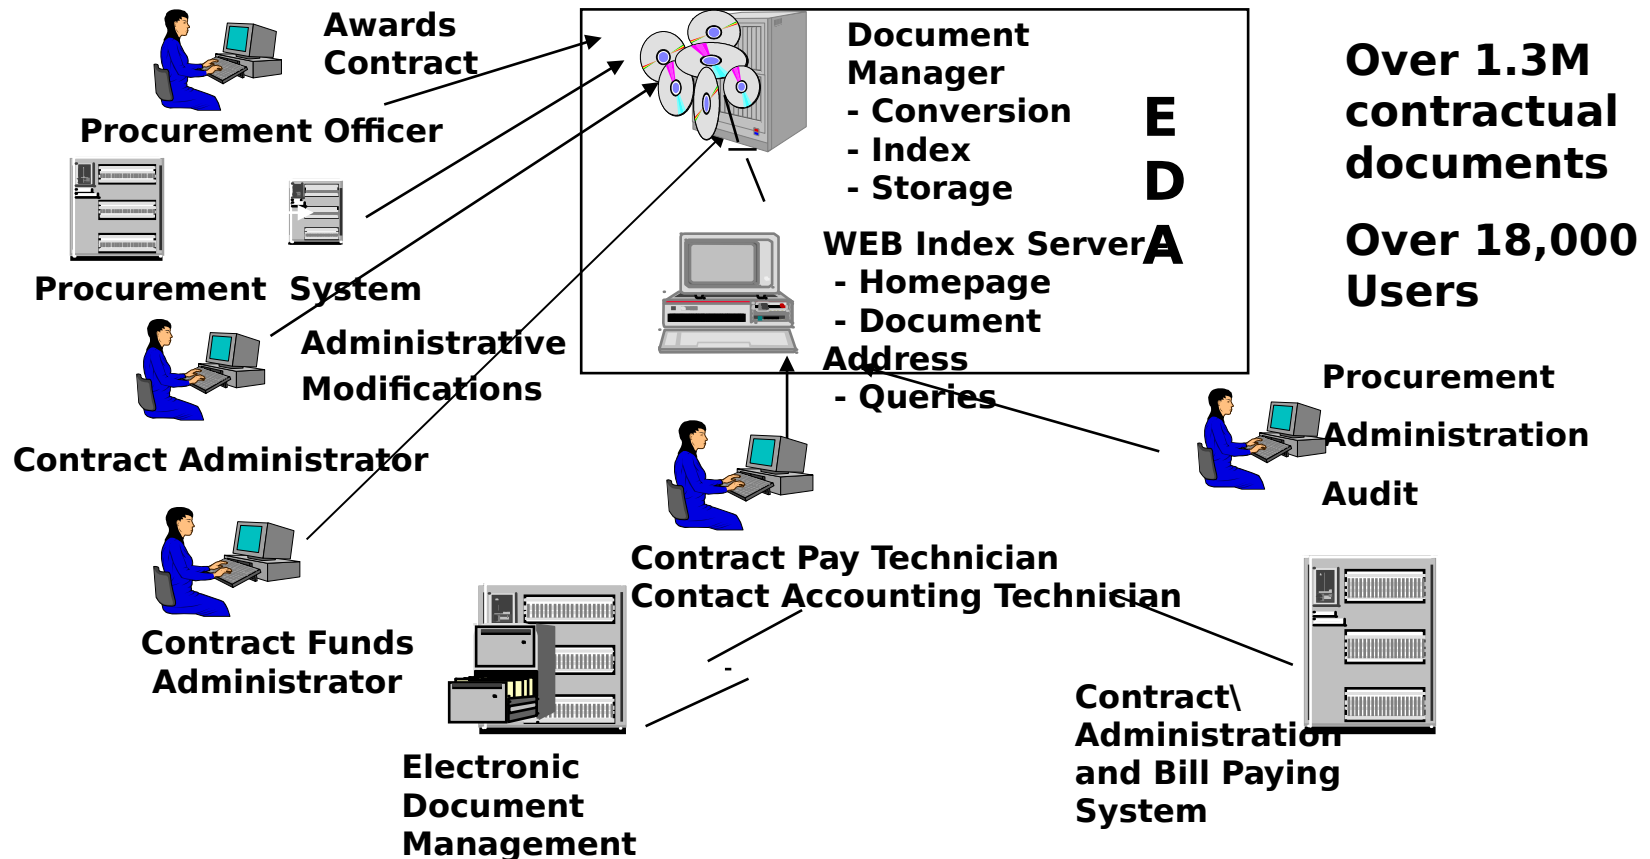 Awards
Contract
Procurement Officer
Procurement System
Administrative
Modifications
Contract Administrator
Contract Funds
Administrator
Document
Manager
- Conversion
- Index
- Storage
WEB Index Server
- Homepage
- Document
Address
- Queries
E
D
A
Over 1.3M
contractual
documents
Over 18,000
Users
Procurement
Administration
Audit
Contract Pay Technician
Contact Accounting Technician
-
Electronic
Document
Management
Contract\
Administration
and Bill Paying
System